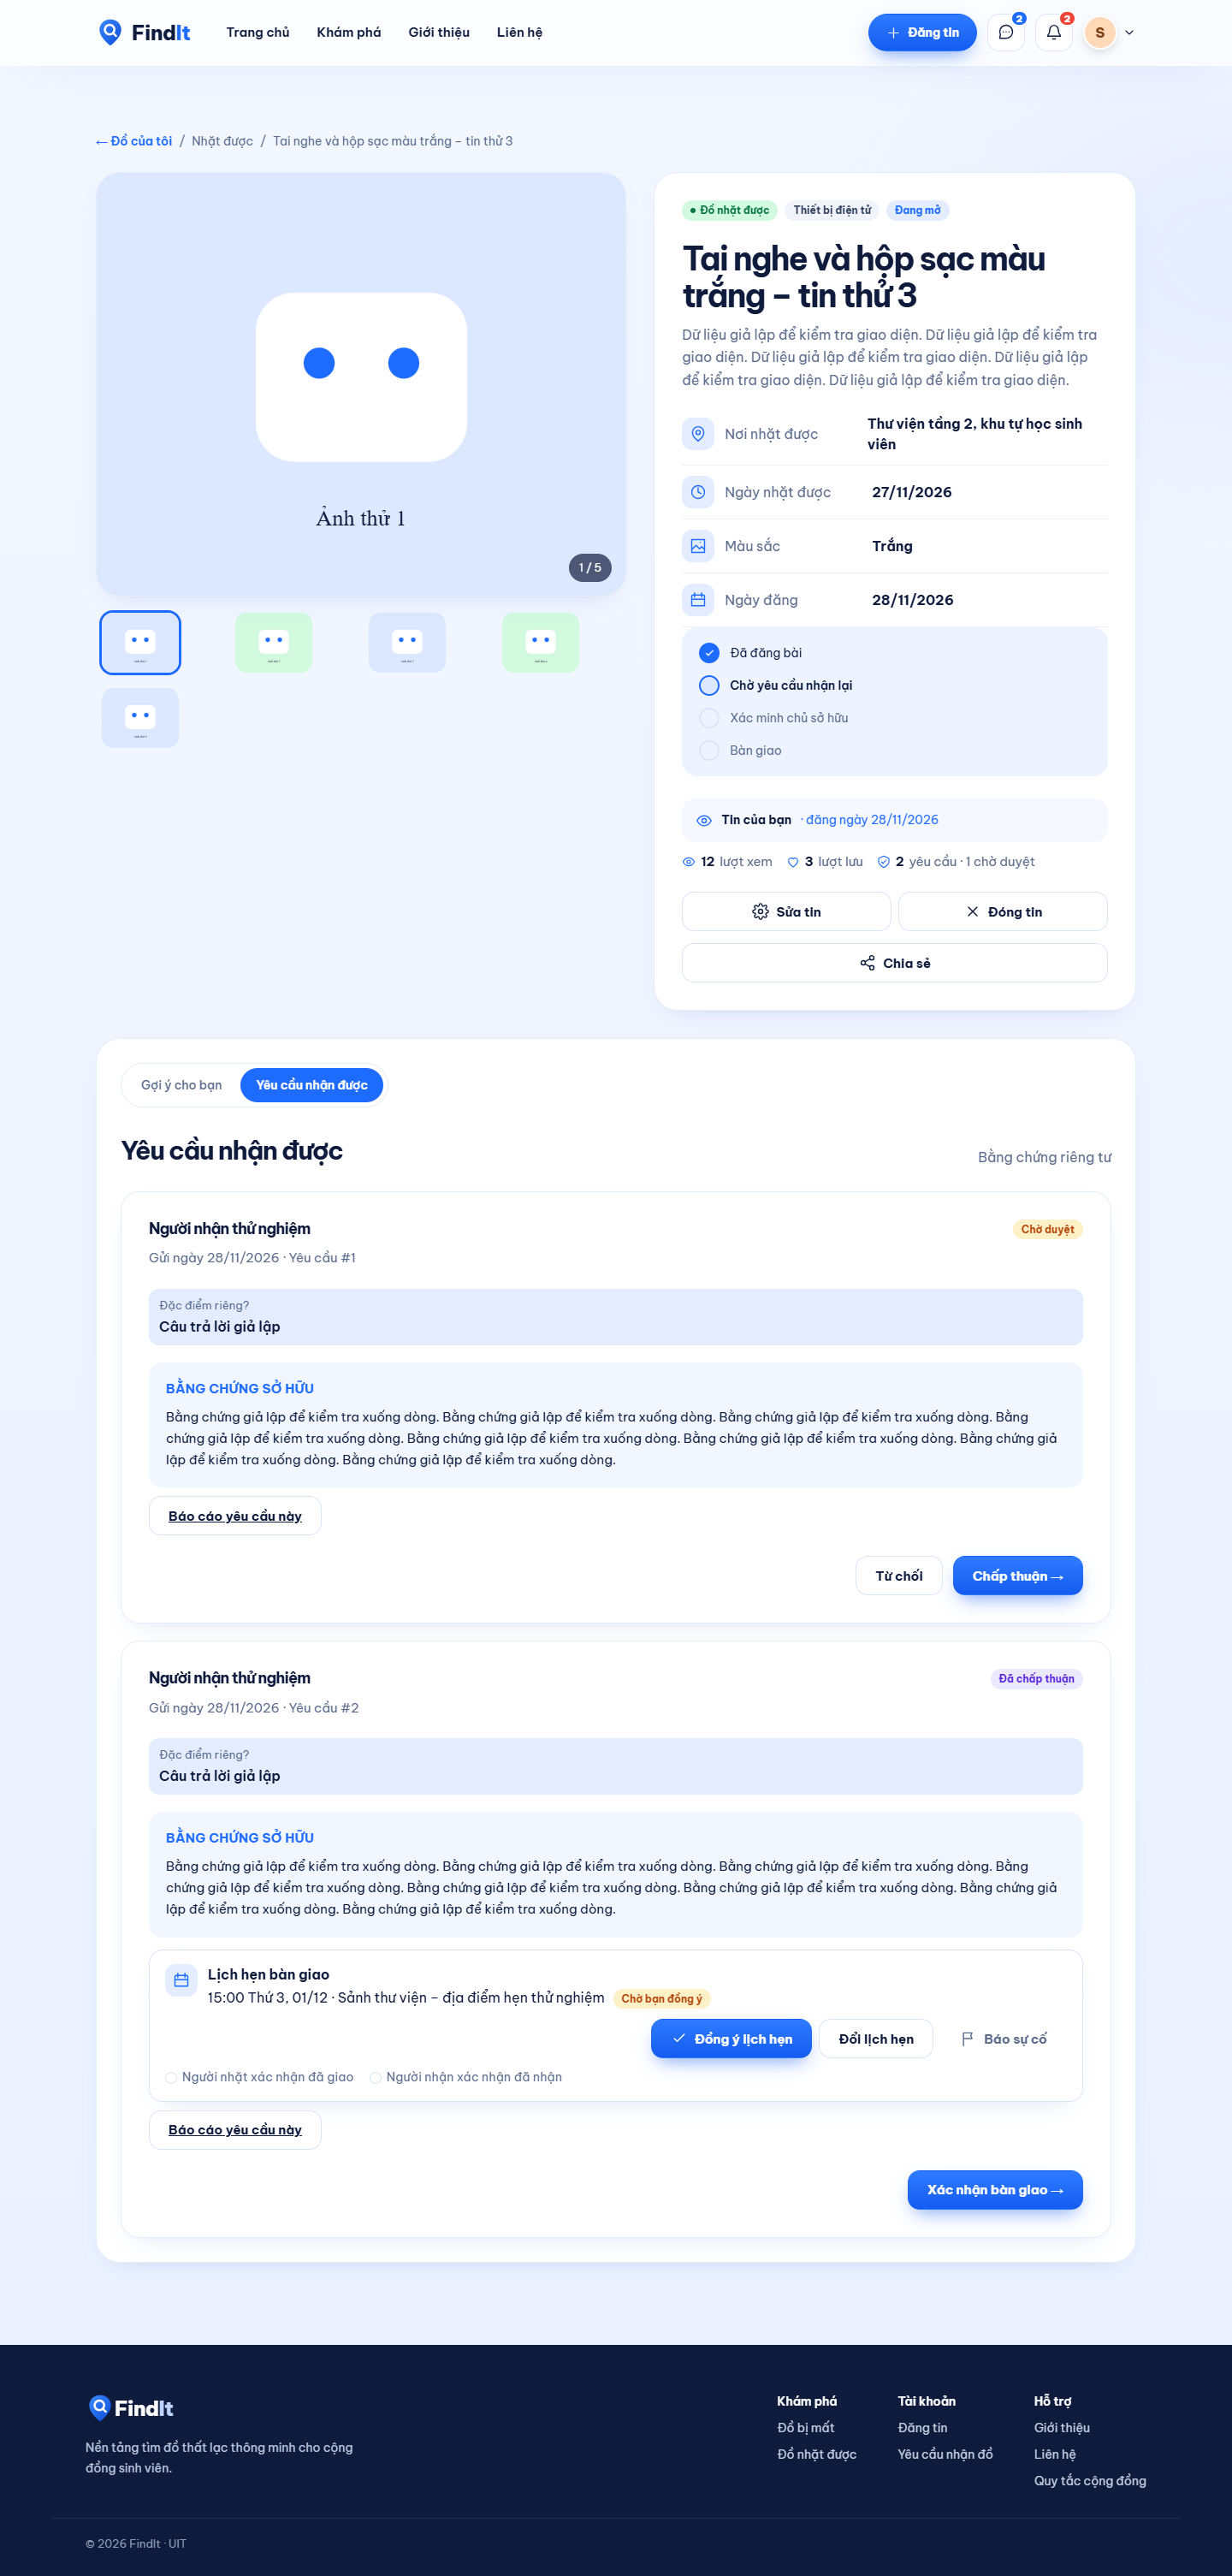 FindIt
Trang chủ
Khám phá
Giới thiệu
Liên hệ
Đăng tin
2
2
S
← Đồ của tôi / Nhặt được / Tai nghe và hộp sạc màu trắng – tin thử 3
Ảnh thử 1
1 / 5
Đồ nhặt được
Thiết bị điện tử
Đang mở
Tai nghe và hộp sạc màu
trắng – tin thử 3
Dữ liệu giả lập để kiểm tra giao diện. Dữ liệu giả lập để kiểm tra
giao diện. Dữ liệu giả lập để kiểm tra giao diện. Dữ liệu giả lập
để kiểm tra giao diện. Dữ liệu giả lập để kiểm tra giao diện.
Nơi nhặt được
Thư viện tầng 2, khu tự học sinh
viên
Ngày nhặt được
27/11/2026
Màu sắc
Trắng
Ngày đăng
28/11/2026
Đã đăng bài
Chờ yêu cầu nhận lại
Xác minh chủ sở hữu
Bàn giao
Tin của bạn · đăng ngày 28/11/2026
12 lượt xem 3 lượt lưu 2 yêu cầu · 1 chờ duyệt
Sửa tin
Đóng tin
Chia sẻ
Gợi ý cho bạn
Yêu cầu nhận được
Yêu cầu nhận được
Bằng chứng riêng tư
Người nhận thử nghiệm
Chờ duyệt
Gửi ngày 28/11/2026 · Yêu cầu #1
Đặc điểm riêng?
Câu trả lời giả lập
BẰNG CHỨNG SỞ HỮU
Bằng chứng giả lập để kiểm tra xuống dòng. Bằng chứng giả lập để kiểm tra xuống dòng. Bằng chứng giả lập để kiểm tra xuống dòng. Bằng
chứng giả lập để kiểm tra xuống dòng. Bằng chứng giả lập để kiểm tra xuống dòng. Bằng chứng giả lập để kiểm tra xuống dòng. Bằng chứng giả
lập để kiểm tra xuống dòng. Bằng chứng giả lập để kiểm tra xuống dòng.
Báo cáo yêu cầu này
Từ chối
Chấp thuận →
Người nhận thử nghiệm
Đã chấp thuận
Gửi ngày 28/11/2026 · Yêu cầu #2
Đặc điểm riêng?
Câu trả lời giả lập
BẰNG CHỨNG SỞ HỮU
Bằng chứng giả lập để kiểm tra xuống dòng. Bằng chứng giả lập để kiểm tra xuống dòng. Bằng chứng giả lập để kiểm tra xuống dòng. Bằng
chứng giả lập để kiểm tra xuống dòng. Bằng chứng giả lập để kiểm tra xuống dòng. Bằng chứng giả lập để kiểm tra xuống dòng. Bằng chứng giả
lập để kiểm tra xuống dòng. Bằng chứng giả lập để kiểm tra xuống dòng.
Lịch hẹn bàn giao
15:00 Thứ 3, 01/12 · Sảnh thư viện – địa điểm hẹn thử nghiệm
Chờ bạn đồng ý
Đồng ý lịch hẹn
Đổi lịch hẹn
Báo sự cố
Người nhặt xác nhận đã giao
Người nhận xác nhận đã nhận
Báo cáo yêu cầu này
Xác nhận bàn giao →
FindIt
Nền tảng tìm đồ thất lạc thông minh cho cộng
đồng sinh viên.
Khám phá
Đồ bị mất
Đồ nhặt được
Tài khoản
Đăng tin
Yêu cầu nhận đồ
Hỗ trợ
Giới thiệu
Liên hệ
Quy tắc cộng đồng
© 2026 FindIt · UIT